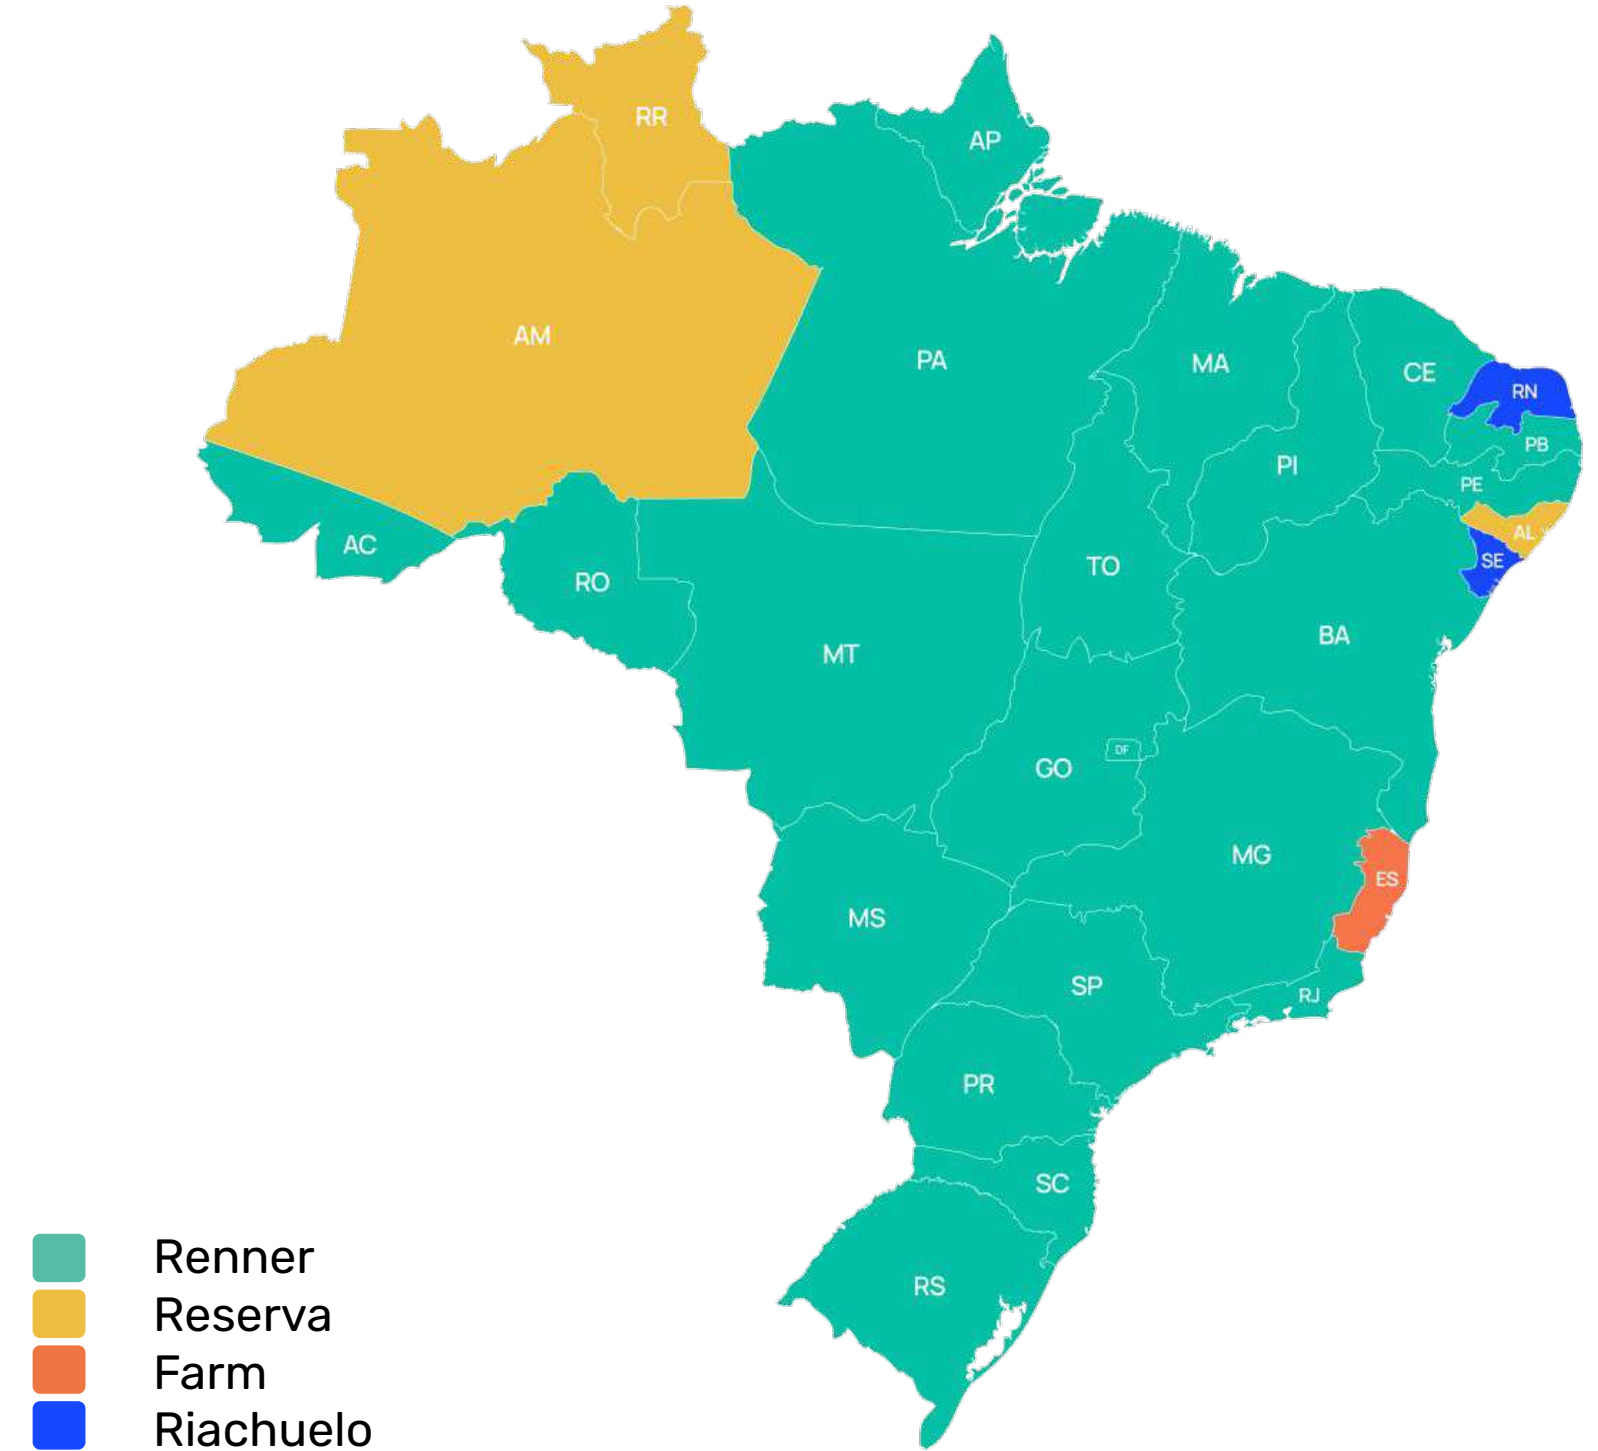 RR
AP
AM
PA
MA
CE
RN
PB
PI
PE
AL
AC
SE
TO
RO
BA
MT
DF
GO
MG
ES
MS
SP
RJ
PR
SC
RS
Renner
Reserva
Farm
Riachuelo